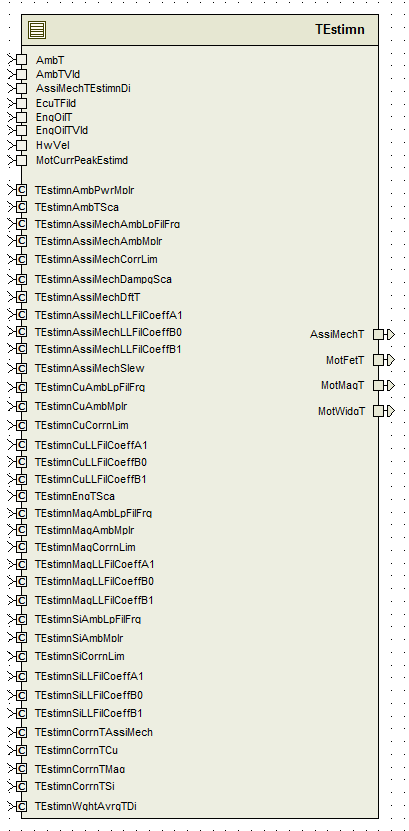 TEstimn
AmbT
AmbTVld
AssiMechTEstimnDi
EcuTFild
EngOilT
EngOilTVld
HwVel
MotCurrPeakEstimd
C TEstimnAmbPwrMplr
C TEstimnAmbTSca
C TEstimnAssiMechAmbLpFilFrq
C TEstimnAssiMechAmbMplr
C TEstimnAssiMechCorrLim
C TEstimnAssiMechDampgSca
C TEstimnAssiMechDftT
C TEstimnAssiMechLLFilCoeffA1
C TEstimnAssiMechLLFilCoeffB0
C TEstimnAssiMechLLFilCoeffB1
C TEstimnAssiMechSlew
C TEstimnCuAmbLpFilFrq
C TEstimnCuAmbMplr
C TEstimnCuCorrnLim
C TEstimnCuLLFilCoeffA1
C TEstimnCuLLFilCoeffB0
C TEstimnCuLLFilCoeffB1
C TEstimnEngTSca
C TEstimnMagAmbLpFilFrq
C TEstimnMagAmbMplr
C TEstimnMagCorrnLim
C TEstimnMagLLFilCoeffA1
C TEstimnMagLLFilCoeffB0
C TEstimnMagLLFilCoeffB1
C TEstimnSiAmbLpFilFrq
C TEstimnSiAmbMplr
C TEstimnSiCorrnLim
C TEstimnSiLLFilCoeffA1
C TEstimnSiLLFilCoeffB0
C TEstimnSiLLFilCoeffB1
C TEstimnCorrnTAssiMech
C TEstimnCorrnTCu
C TEstimnCorrnTMag
C TEstimnCorrnTSi
C TEstimnWghtAvrgTDi
AssiMechT
MotFetT
MotMagT
MotWidgT